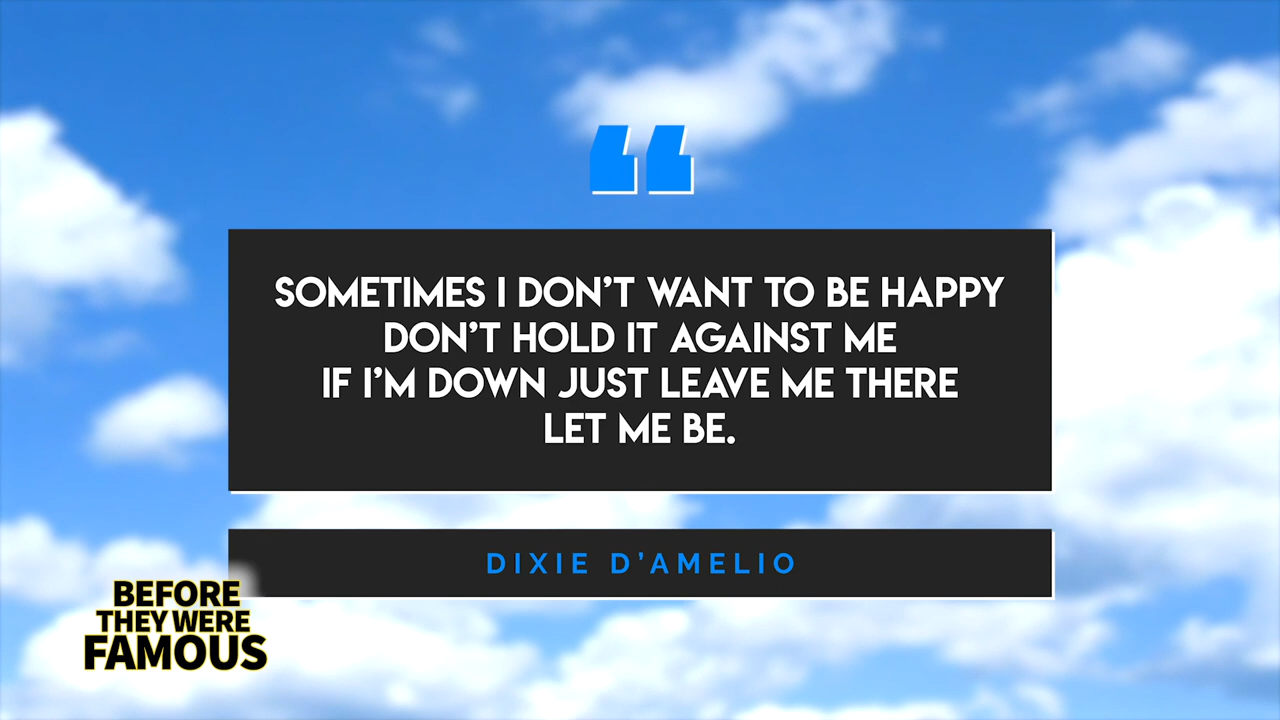 “
SOMETIMES I DON’T WANT TO BE HAPPY
DON’T HOLD IT AGAINST ME
IF I’M DOWN JUST LEAVE ME THERE
LET ME BE.
DIXIE D’AMELIO
BEFORE
THEY WERE
FAMOUS